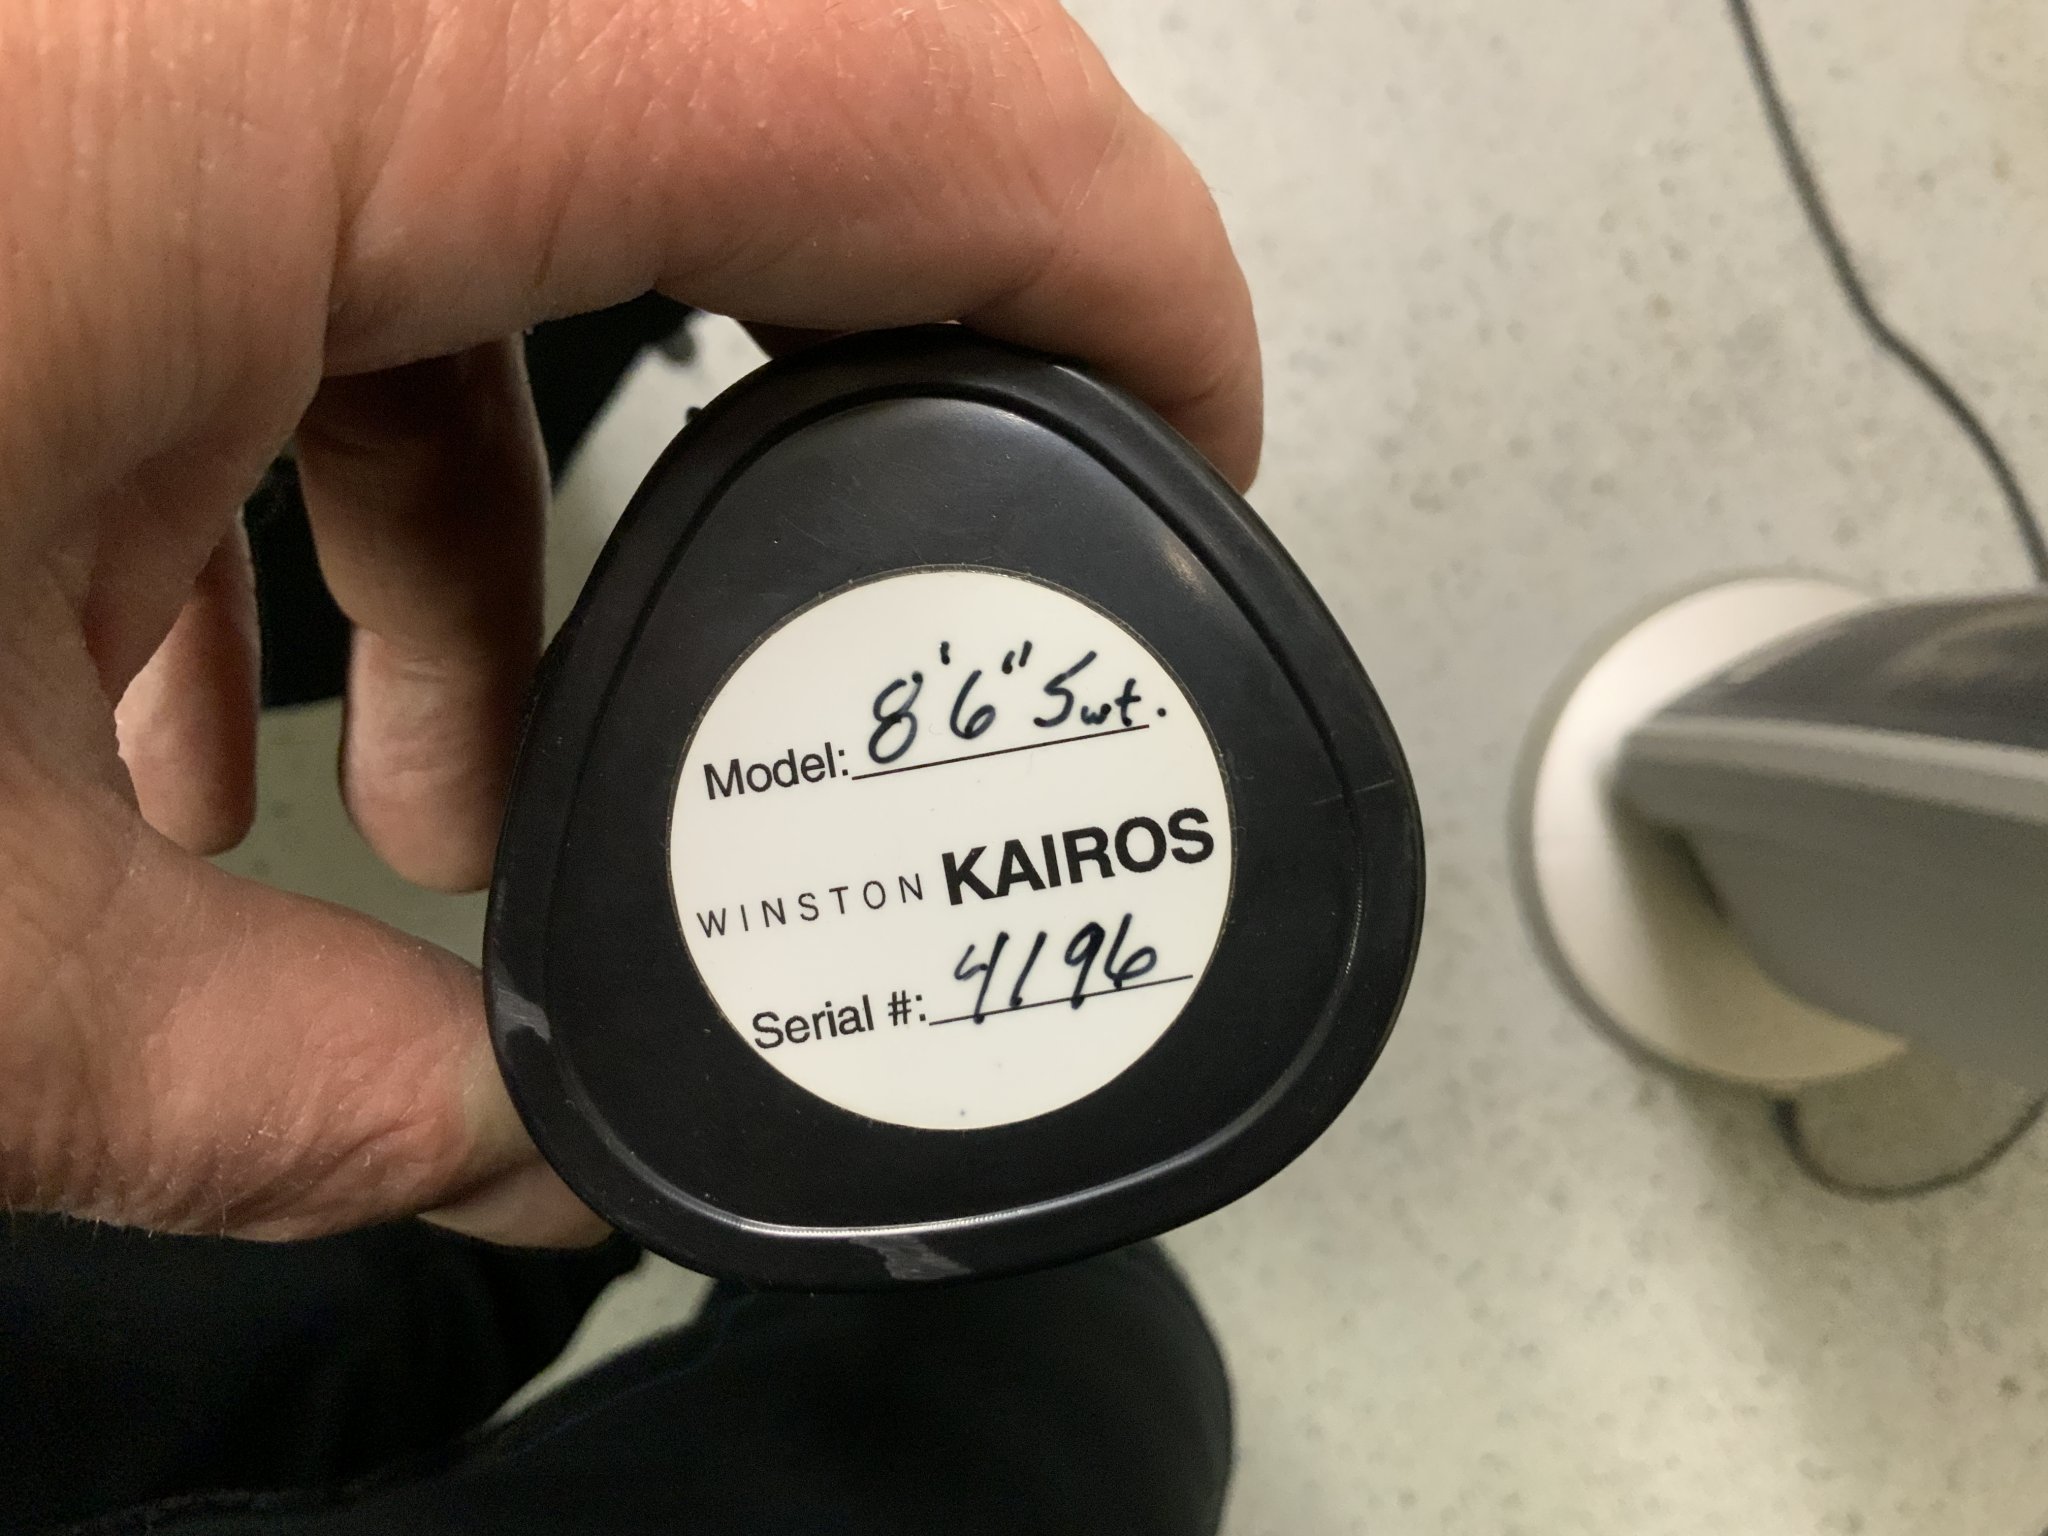 Model: 8'6" 5wt.
WINSTON KAIROS
Serial #: 4196